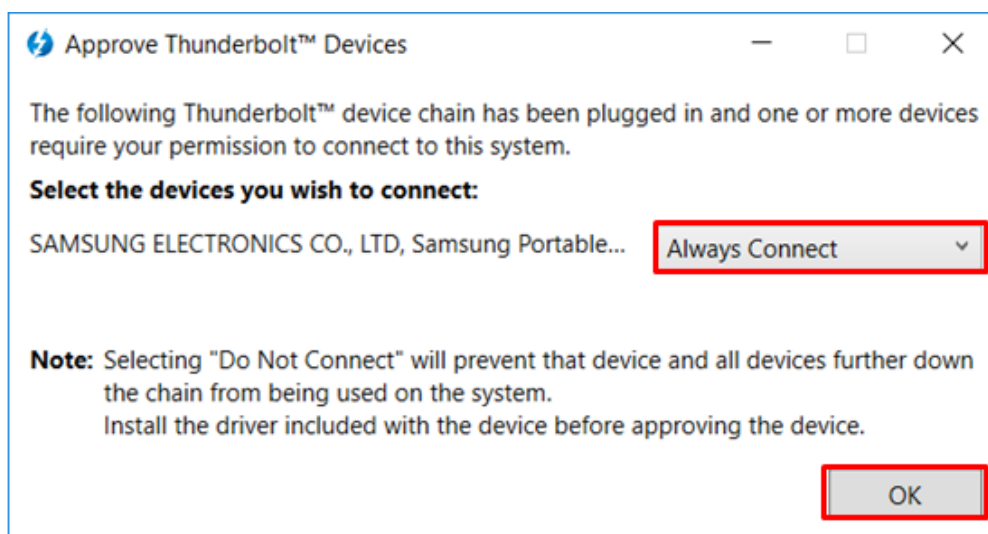 Approve Thunderbolt™ Devices
The following Thunderbolt™ device chain has been plugged in and one or more devices
require your permission to connect to this system.
Select the devices you wish to connect:
SAMSUNG ELECTRONICS CO., LTD, Samsung Portable... Always Connect
Note: Selecting "Do Not Connect" will prevent that device and all devices further down
the chain from being used on the system.
Install the driver included with the device before approving the device.
OK